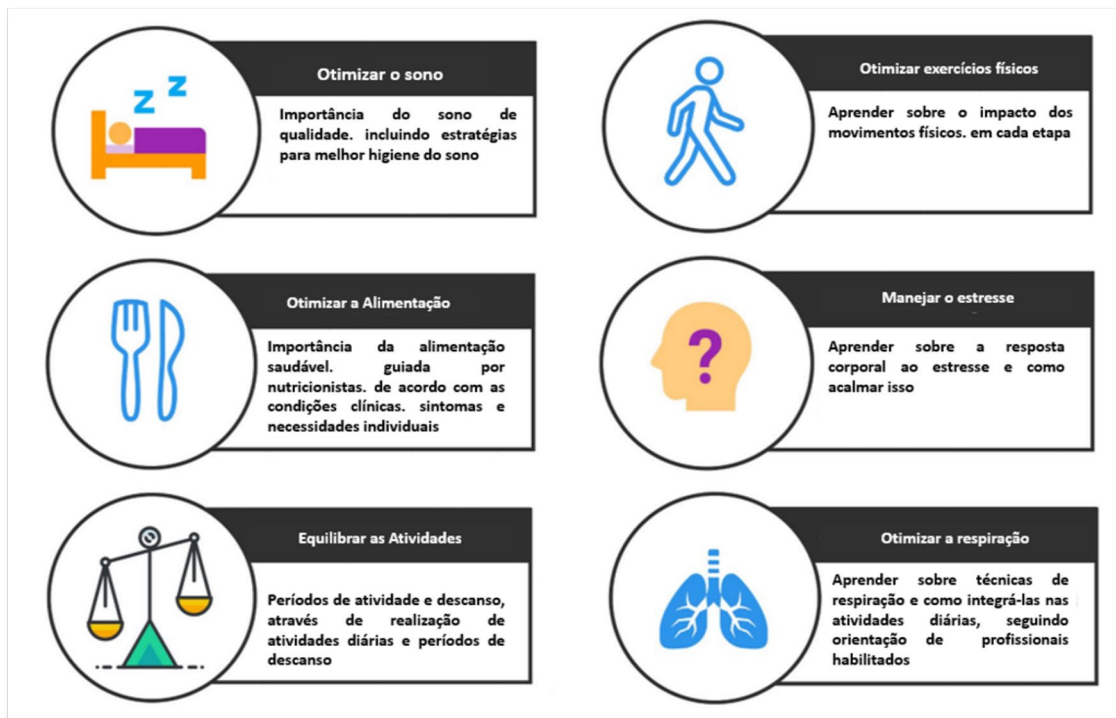 Otimizar o sono
Importância do sono de
qualidade. incluindo estratégias
para melhor higiene do sono
Otimizar exercícios físicos
Aprender sobre o impacto dos
movimentos físicos. em cada etapa
Otimizar a Alimentação
Importância da alimentação
saudável. guiada por
nutricionistas. de acordo com as
condições clínicas. sintomas e
necessidades individuais
Manejar o estresse
Aprender sobre a resposta
corporal ao estresse e como
acalmar isso
?
Equilibrar as Atividades
Períodos de atividade e descanso,
através de realização de
atividades diárias e períodos de
descanso
Otimizar a respiração
Aprender sobre técnicas de
respiração e como integrá-las nas
atividades diárias, seguindo
orientação de profissionais
habilitados
z z